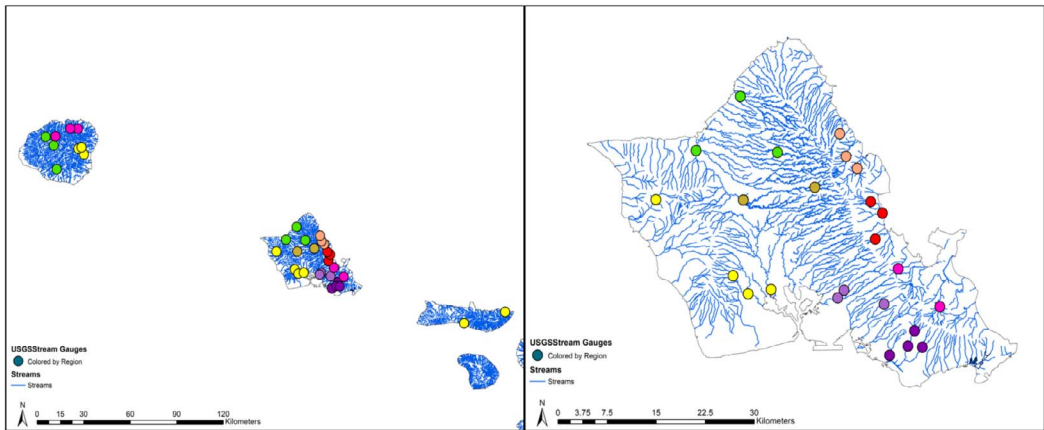 USGSStream Gauges
Colored by Region
Streams
Streams
N
0 15 30 60 90 120
Kilometers
USGSStream Gauges
Colored by Region
Streams
Streams
N
0 3.75 7.5 15 22.5 30
Kilometers